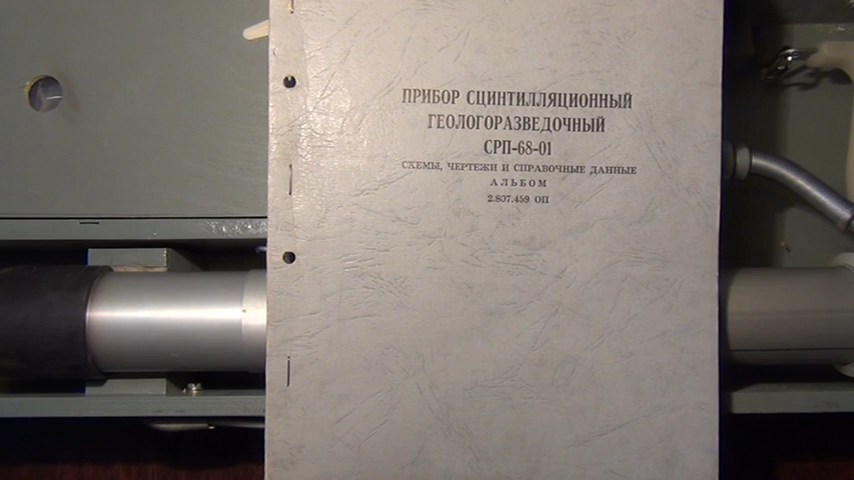 ПРИБОР СЦИНТИЛЛЯЦИОННЫЙ
ГЕОЛОГОРАЗВЕДОЧНЫЙ
СРП-68-01
СХЕМЫ, ЧЕРТЕЖИ И СПРАВОЧНЫЕ ДАННЫЕ
АЛЬБОМ
2.807.459 ОП